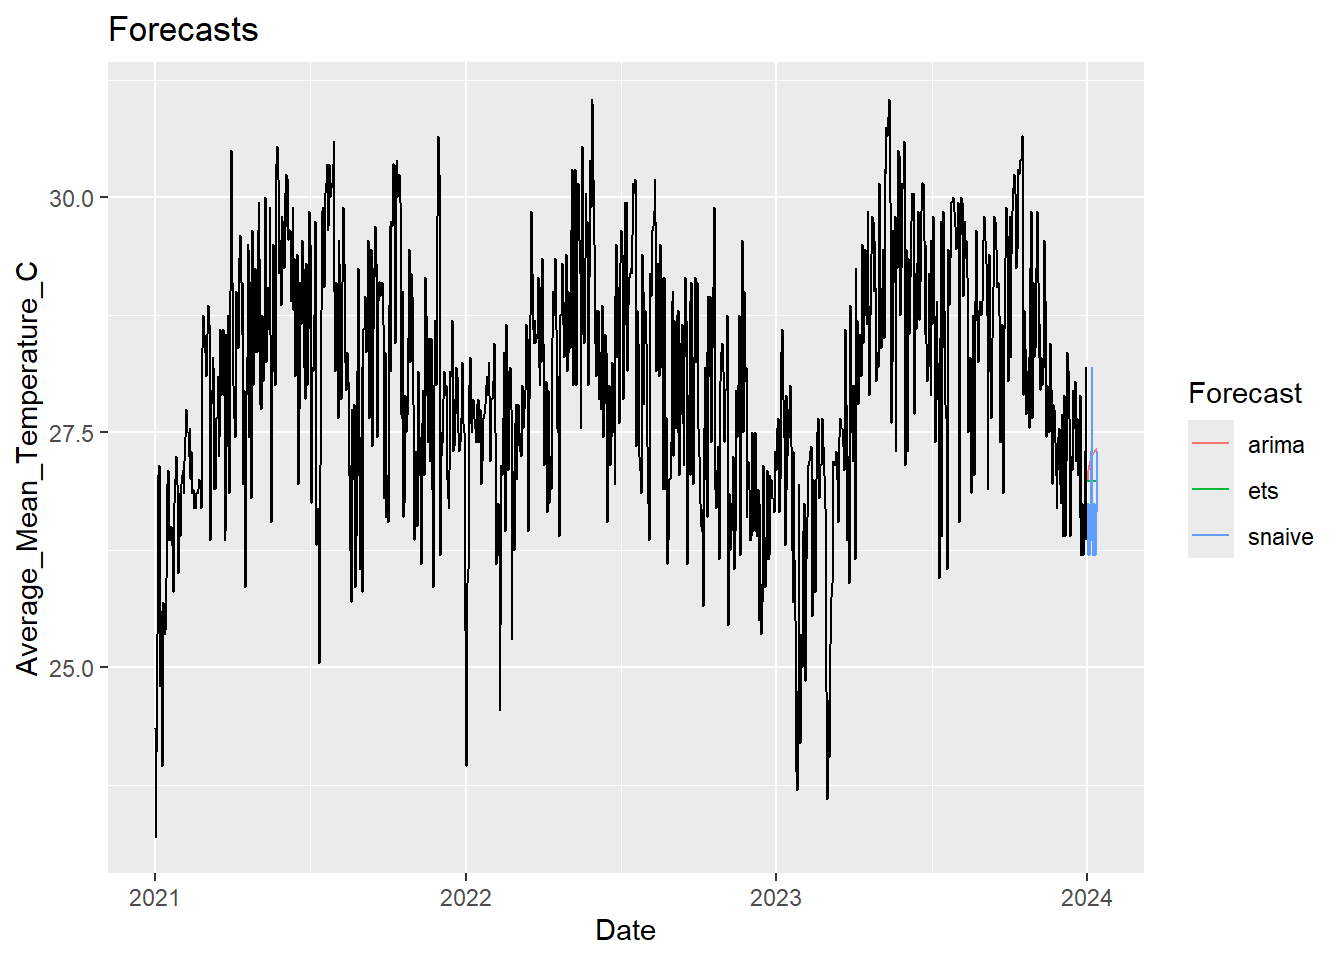 Forecasts
Average_Mean_Temperature_C
30.0
27.5
25.0
2021
2022
2023
2024
Date
Forecast
arima
ets
snaive